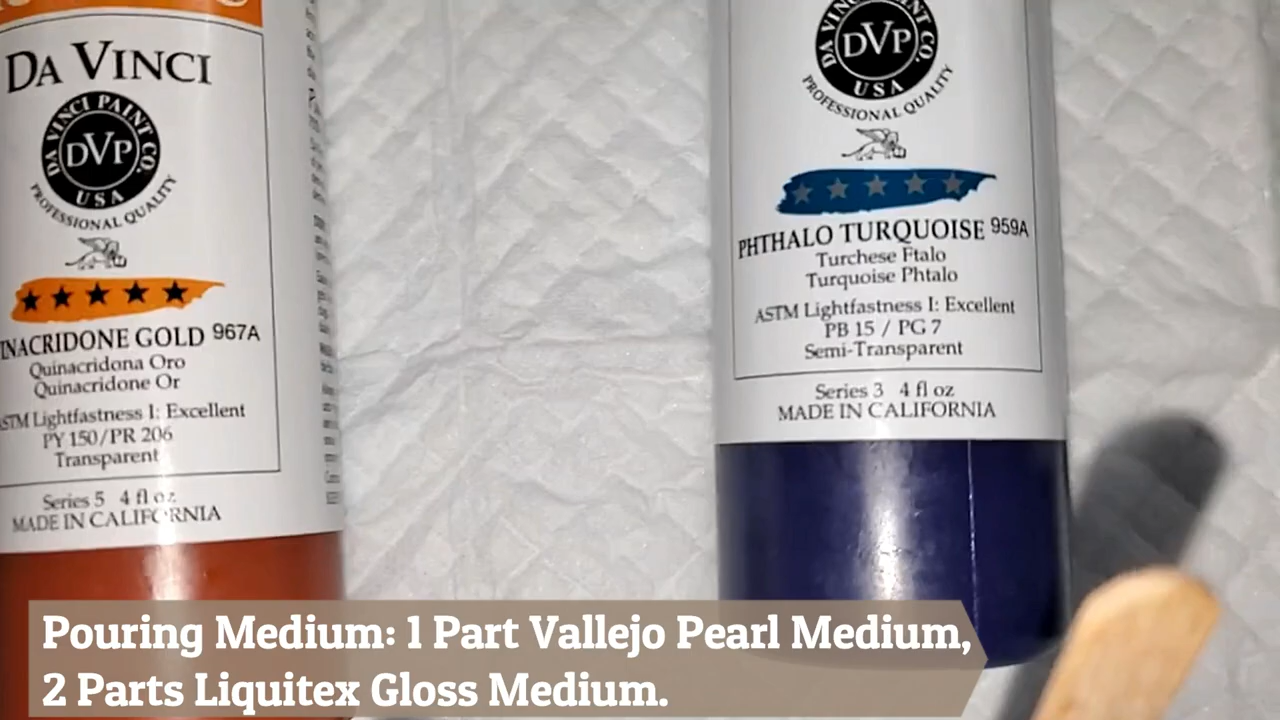 DA VINCI
DA VINCI PAINT CO.
DVP
USA
PROFESSIONAL QUALITY
INACRIDONE GOLD 967A
Quinacridona Oro
Quinacridone Or
ASTM Lightfastness I: Excellent
PY 150/PR 206
Transparent
Series 5 4 fl oz
MADE IN CALIFORNIA
DA VINCI PAINT CO.
DVP
USA
PROFESSIONAL QUALITY
PHTHALO TURQUOISE 959A
Turchese Ftalo
Turquoise Phtalo
ASTM Lightfastness I: Excellent
PB 15 / PG 7
Semi-Transparent
Series 3 4 fl oz
MADE IN CALIFORNIA
Pouring Medium: 1 Part Vallejo Pearl Medium,
2 Parts Liquitex Gloss Medium.